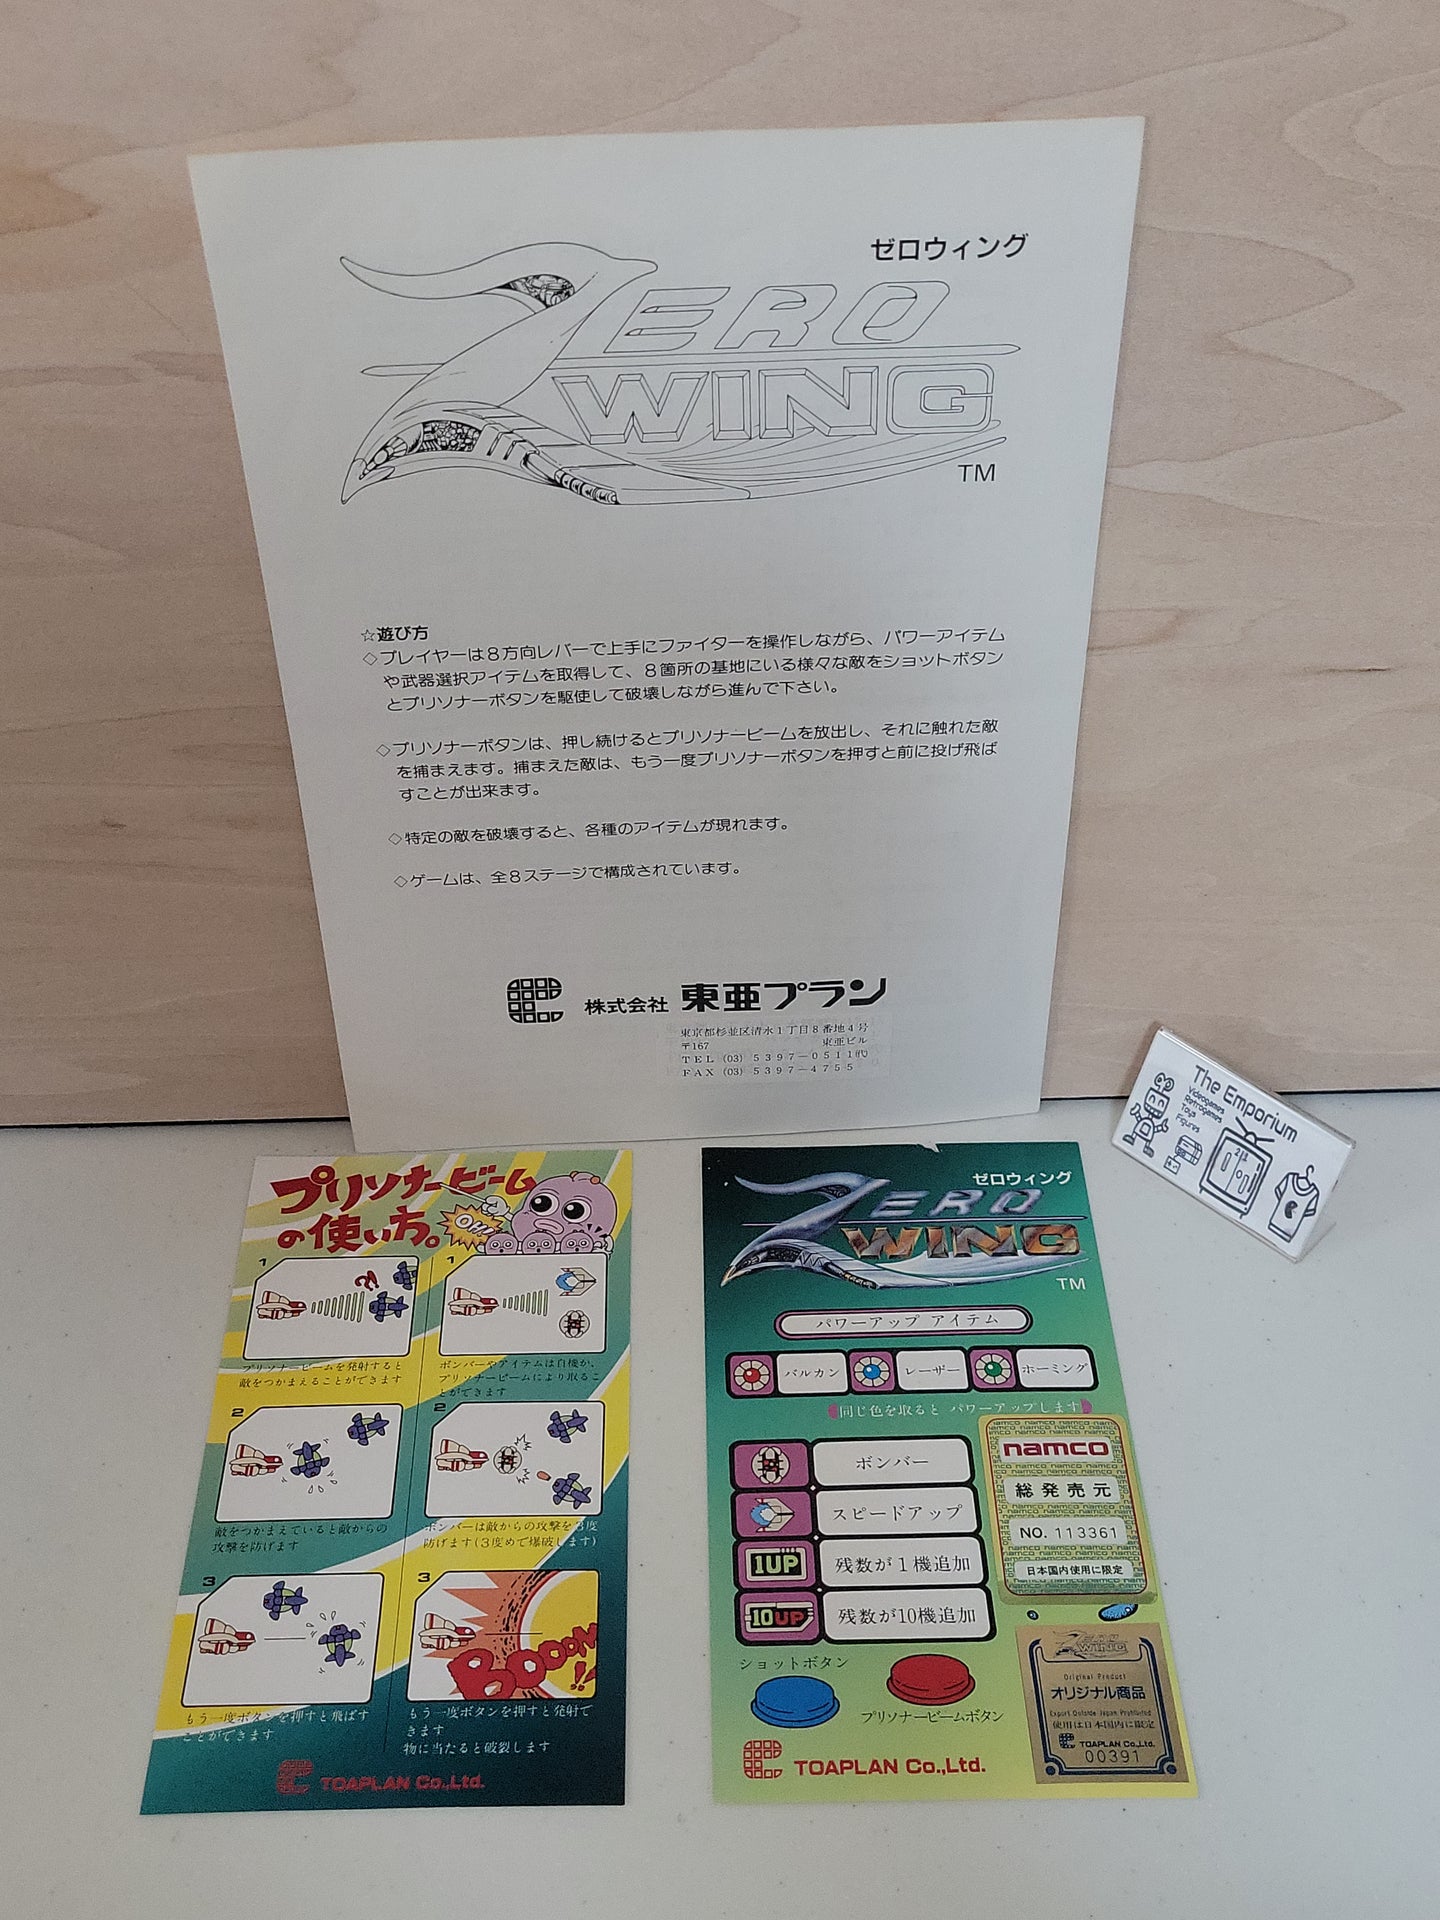 ゼロウィング
ZERO
WING
TM
☆遊び方
◇プレイヤーは8方向レバーで上手にファイターを操作しながら、パワーアイテム
や武器選択アイテムを取得して、8箇所の基地にいる様々な敵をショットボタン
とプリソナーボタンを駆使して破壊しながら進んで下さい。
◇プリソナーボタンは、押し続けるとプリソナービームを放出し、それに触れた敵
を捕まえます。捕まえた敵は、もう一度プリソナーボタンを押すと前に投げ飛ば
すことが出来ます。
◇特定の敵を破壊すると、各種のアイテムが現れます。
◇ゲームは、全8ステージで構成されています。
株式会社 東亜プラン
東京都杉並区清水1丁目8番地4号
〒167 東亜ビル
TEL (03) 5397-0511㈹
FAX (03) 5397-4755
The Emporium
Videogames
Retrogames
Toys
Figures
プリソナービーム
の使い方。
OH!
1
プリソナービームを発射すると
敵をつかまえることができます
2
敵をつかまえていると敵からの
攻撃を防げます
3
もう一度ボタンを押すと飛ばす
ことができます
1
ボンバーやアイテムは自機か、
プリソナービームにより取るこ
とができます
2
ボンバーは敵からの攻撃を3度
防げます(3度めで爆破します)
3
BOOOM!!
もう一度ボタンを押すと発射で
きます
物に当たると破裂します
TOAPLAN Co.,Ltd.
ゼロウィング
ZERO
WING
TM
パワーアップ アイテム
バルカン
レーザー
ホーミング
同じ色を取ると パワーアップします
ボンバー
スピードアップ
1UP
残数が1機追加
10UP
残数が10機追加
namco
総発売元
NO. 113361
日本国内使用に限定
ショットボタン
プリソナービームボタン
TOAPLAN Co.,Ltd.
ZERO
WING
Original Product
オリジナル商品
Export Outside Japan Prohibited
使用は日本国内に限定
TOAPLAN Co.,Ltd.
00391